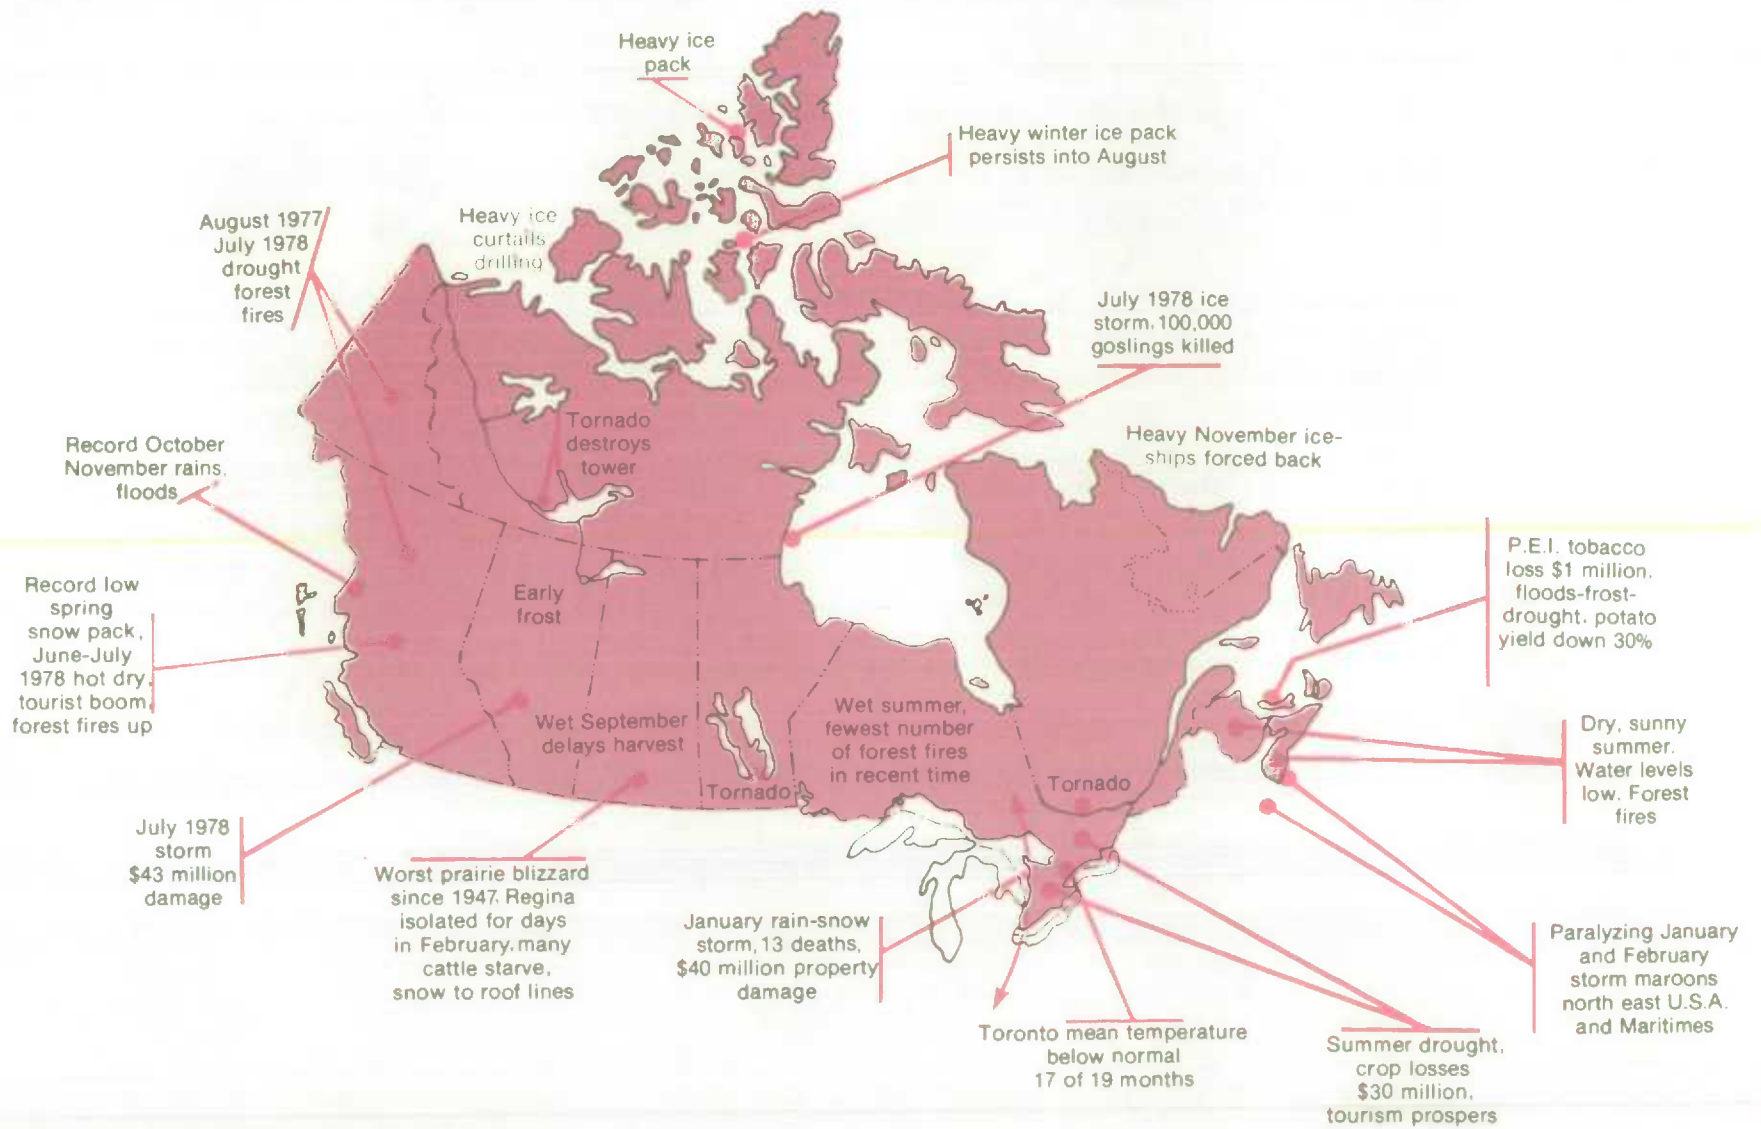 Heavy ice
pack
Heavy winter ice pack
persists into August
August 1977
July 1978
drought
forest
fires
Heavy ice
curtails
drilling
July 1978 ice
storm, 100,000
goslings killed
Tornado
destroys
tower
Heavy November ice-
ships forced back
Record October
November rains,
floods
P.E.I. tobacco
loss $1 million,
floods-frost-
drought, potato
yield down 30%
Record low
spring
snow pack,
June-July
1978 hot dry,
tourist boom,
forest fires up
Early
frost
Wet September
delays harvest
Wet summer,
fewest number
of forest fires
in recent time
Tornado
Tornado
Dry, sunny
summer.
Water levels
low. Forest
fires
July 1978
storm
$43 million
damage
Worst prairie blizzard
since 1947. Regina
isolated for days
in February, many
cattle starve,
snow to roof lines
January rain-snow
storm, 13 deaths,
$40 million property
damage
Toronto mean temperature
below normal
17 of 19 months
Summer drought,
crop losses
$30 million,
tourism prospers
Paralyzing January
and February
storm maroons
north east U.S.A.
and Maritimes